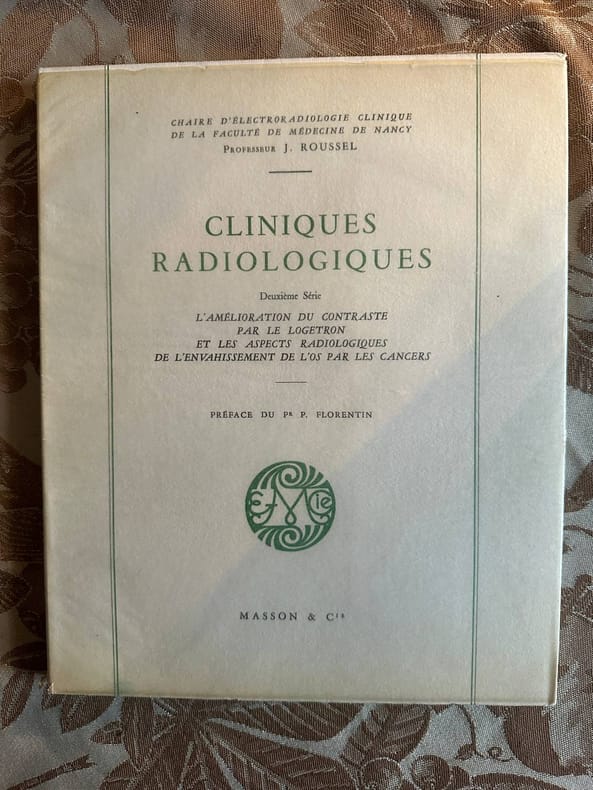 CHAIRE D'ÉLECTRORADIOLOGIE CLINIQUE
DE LA FACULTÉ DE MÉDECINE DE NANCY
PROFESSEUR J. ROUSSEL
CLINIQUES
RADIOLOGIQUES
Deuxième Série
L'AMÉLIORATION DU CONTRASTE
PAR LE LOGETRON
ET LES ASPECTS RADIOLOGIQUES
DE L'ENVAHISSEMENT DE L'OS PAR LES CANCERS
PRÉFACE DU Pᴿ P. FLORENTIN
MASSON & Cᴵᴱ